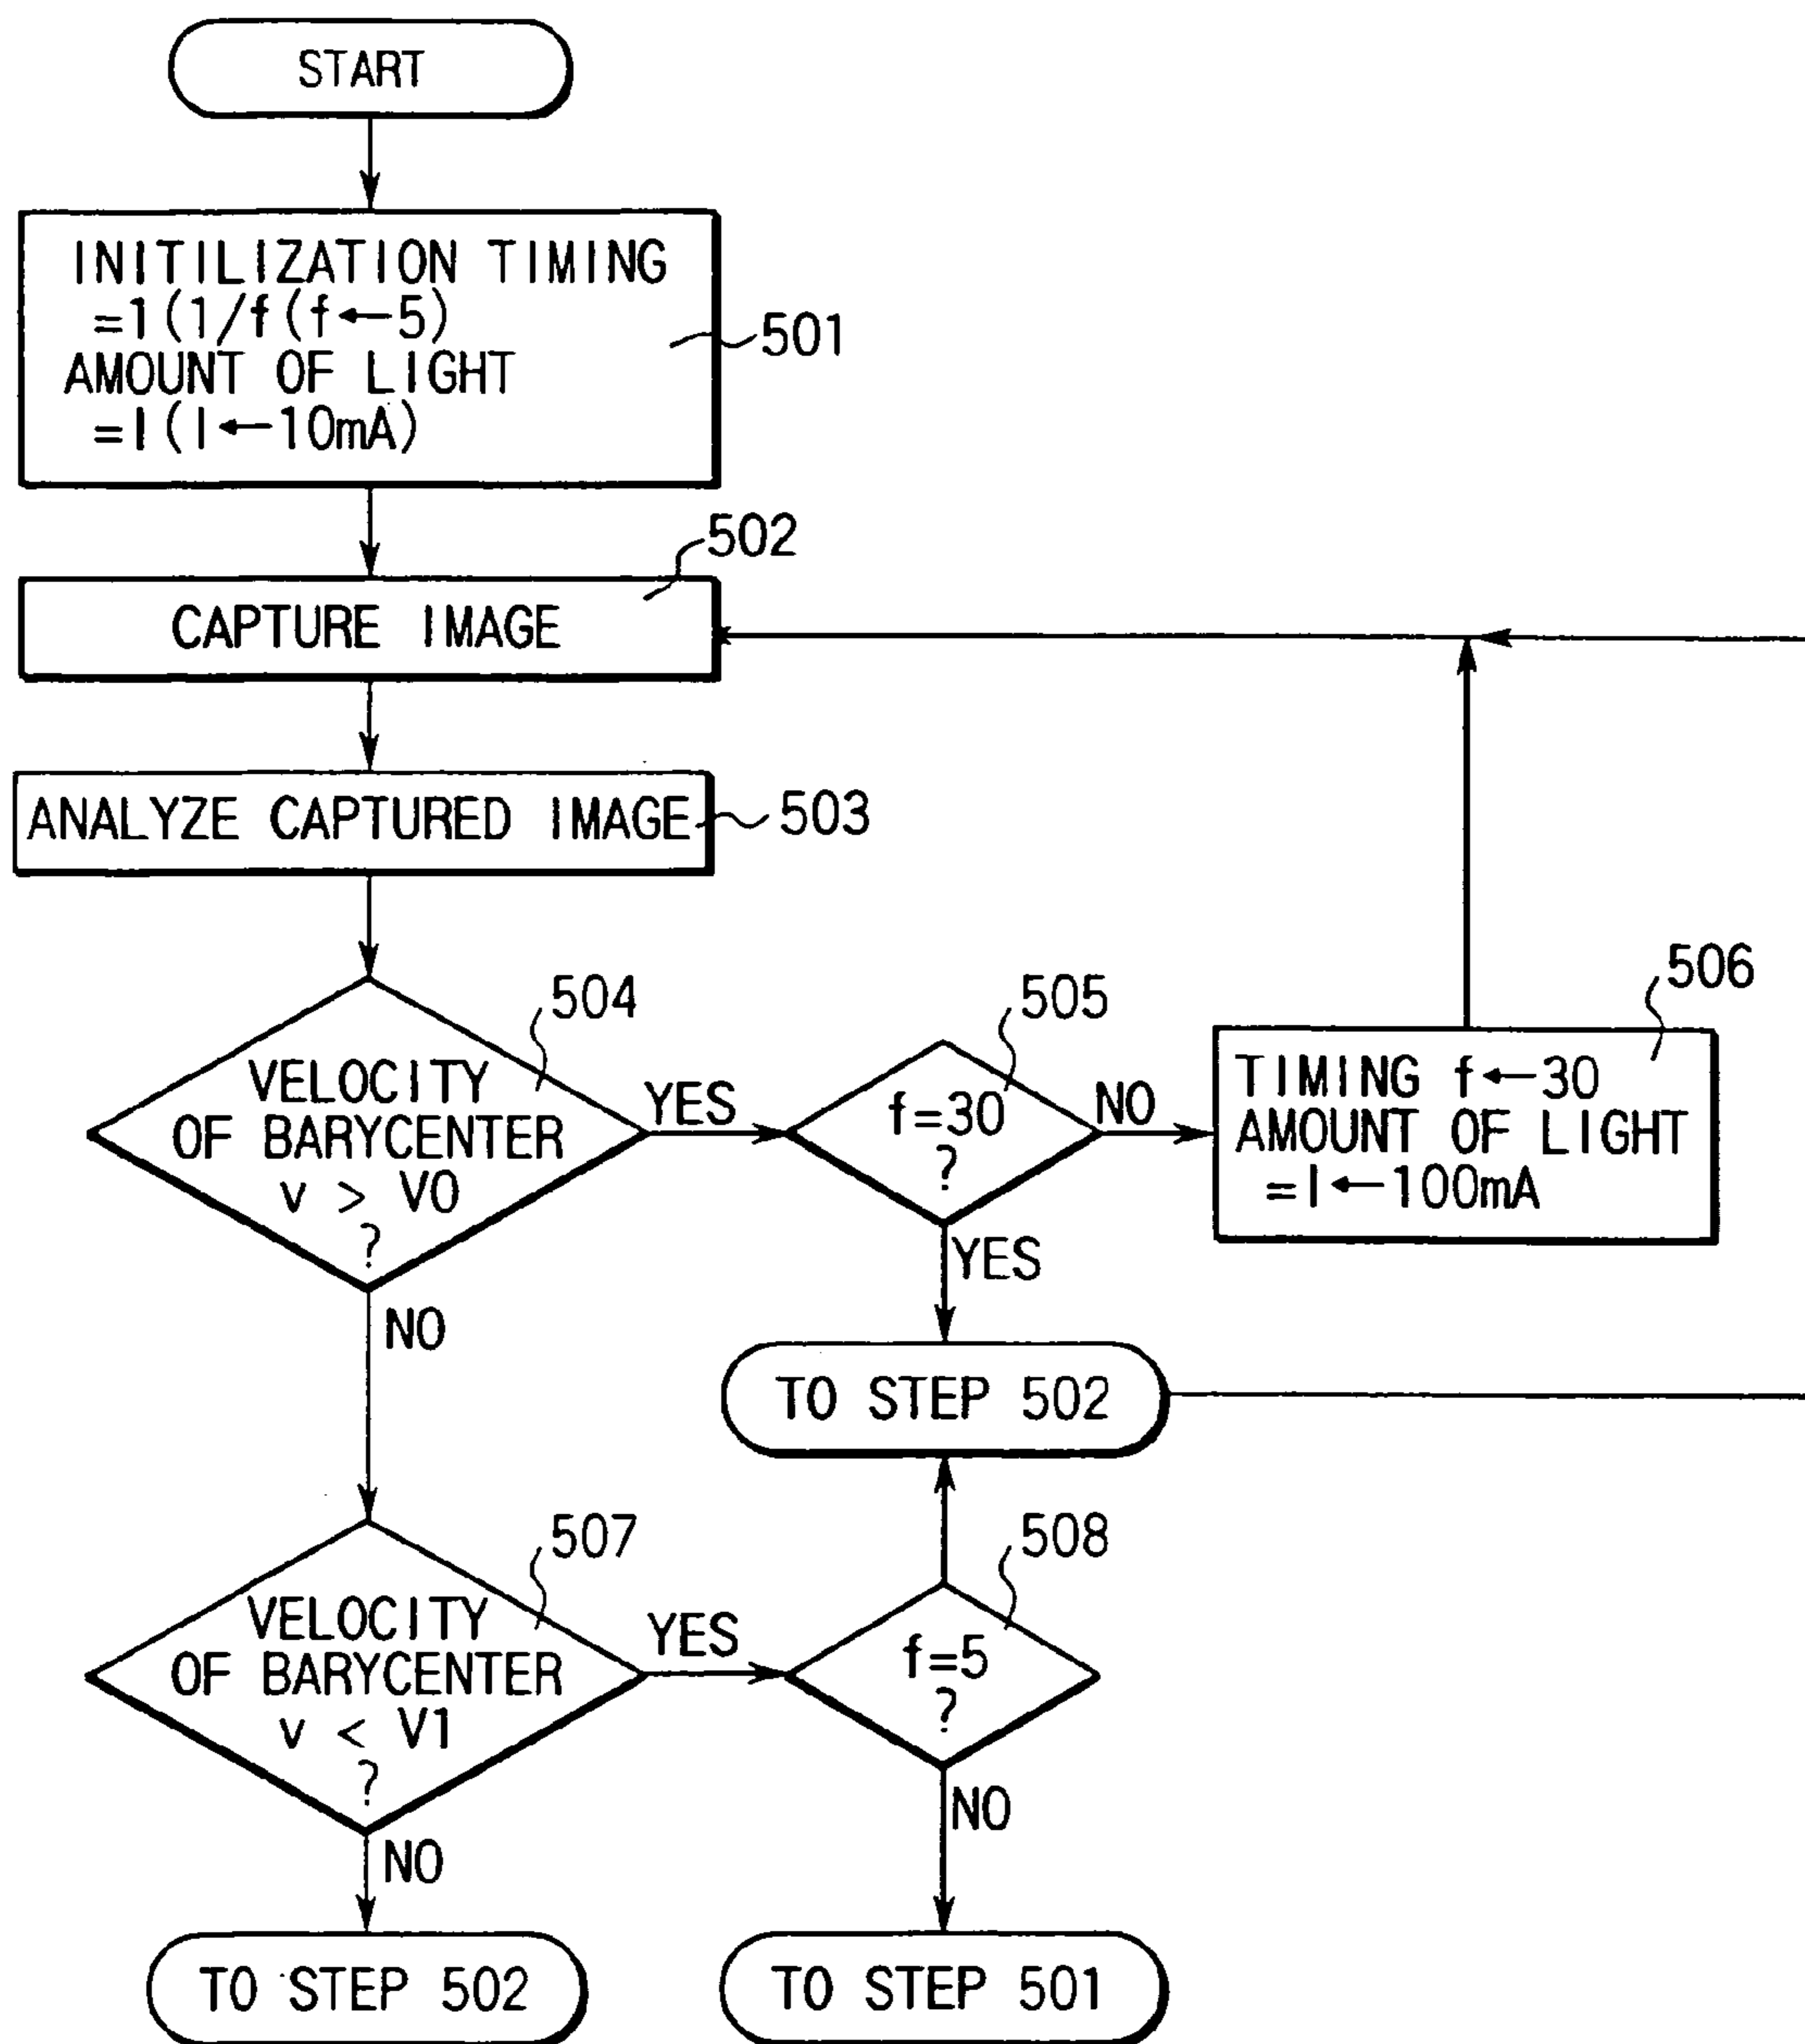 START
INITILIZATION TIMING
=1(1/f(f←5)
AMOUNT OF LIGHT
=I(I←10mA)
501
502
CAPTURE IMAGE
ANALYZE CAPTURED IMAGE
503
504
VELOCITY
OF BARYCENTER
v > V0
?
YES
NO
505
f=30
?
NO
YES
506
TIMING f←30
AMOUNT OF LIGHT
=I←100mA
TO STEP 502
507
VELOCITY
OF BARYCENTER
v < V1
?
YES
NO
508
f=5
?
NO
TO STEP 502
TO STEP 501